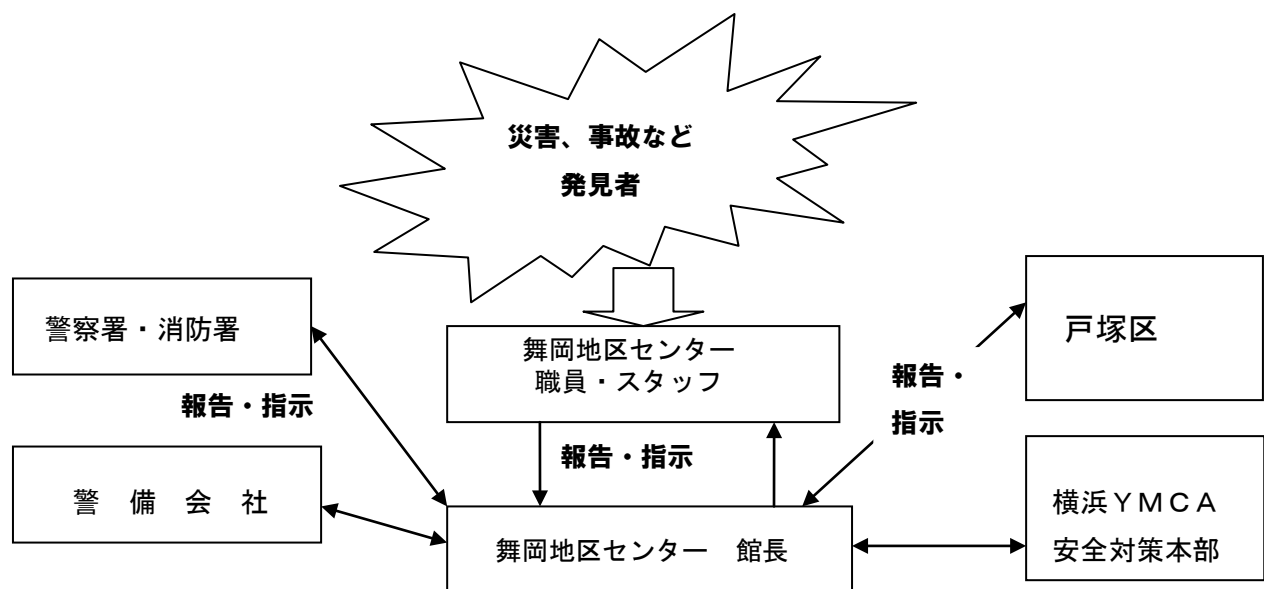 災害、事故など
発見者
警察署・消防署
舞岡地区センター
職員・スタッフ
戸塚区
報告・指示
報告・
指示
報告・指示
警 備 会 社
舞岡地区センター 館長
横浜YMCA
安全対策本部